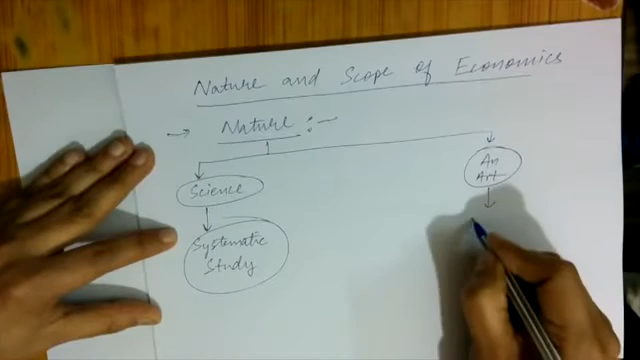 Nature and Scope of Economics
→ Nature :-
Science
An
Art
Systematic
Study